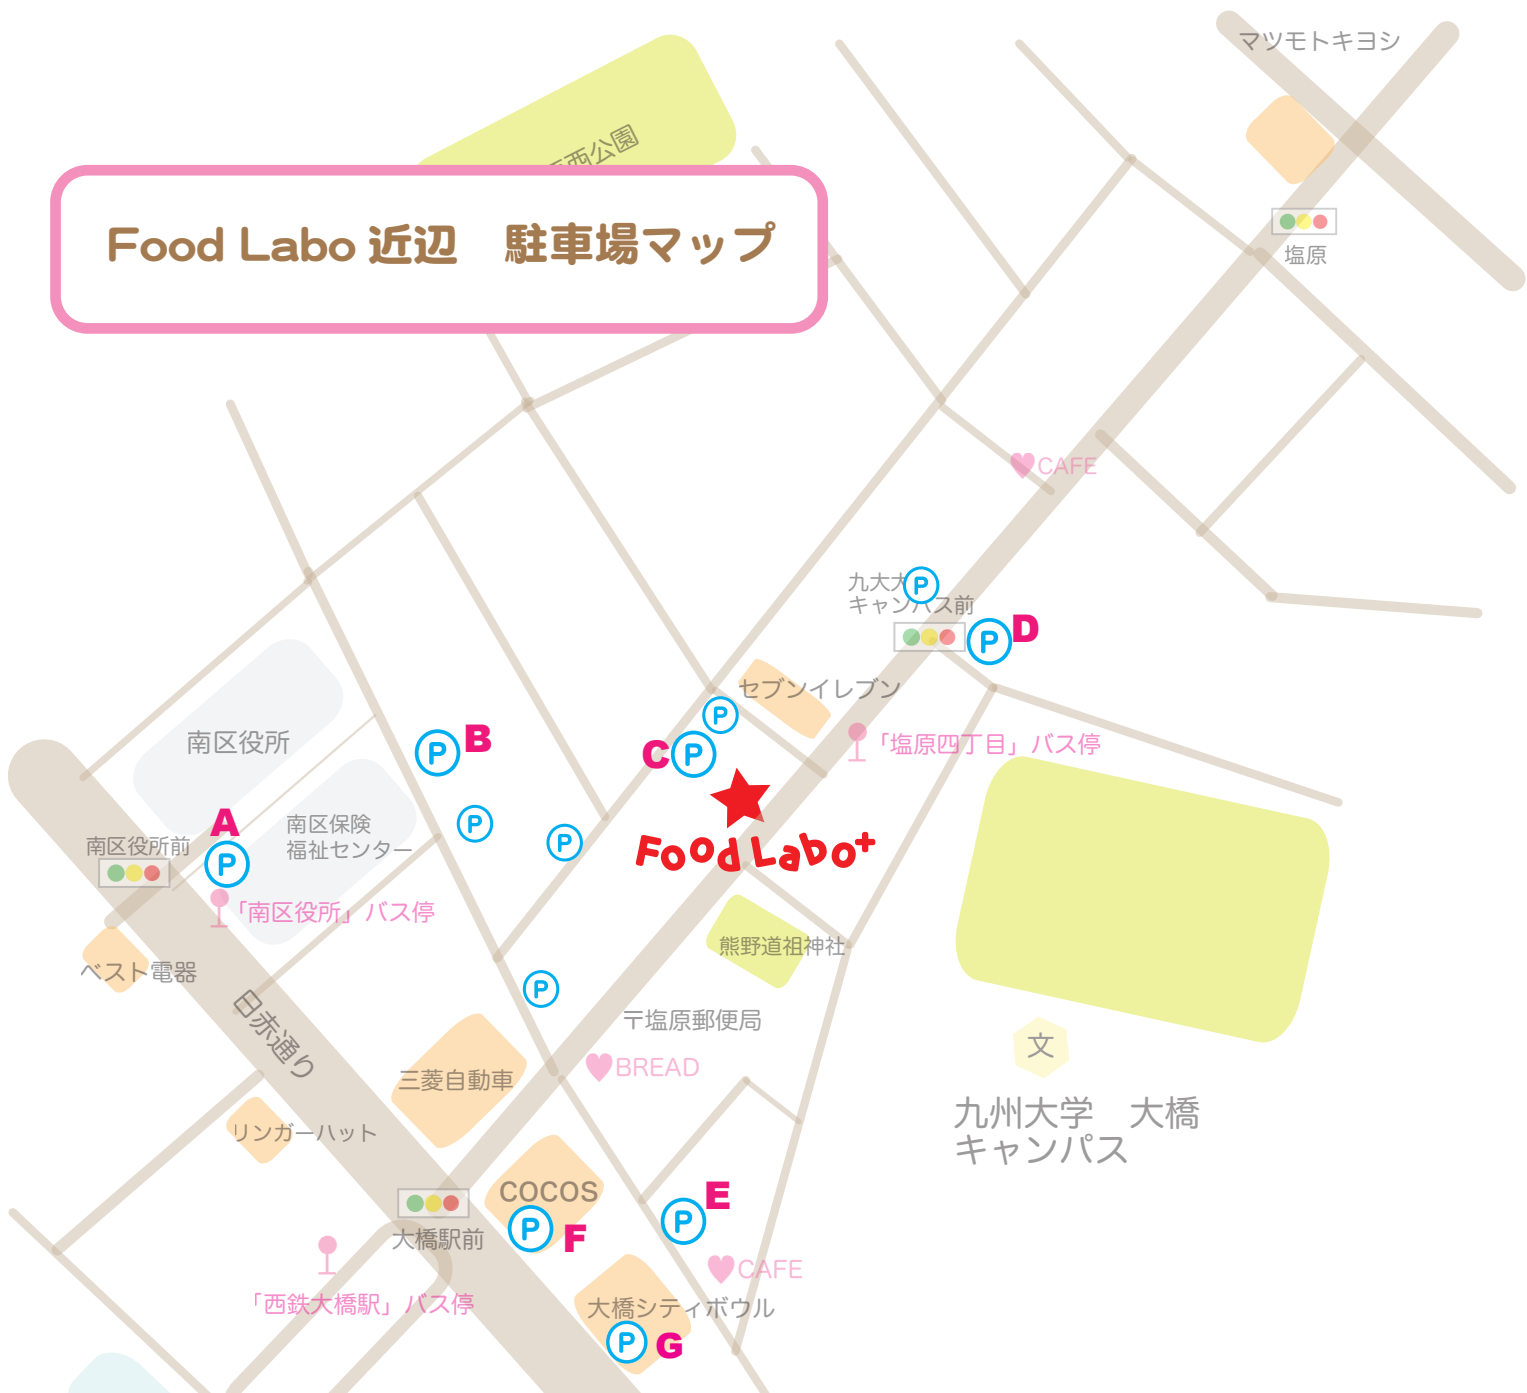 マツモトキヨシ
西公園
Food Labo 近辺　駐車場マップ
塩原
CAFE
九大大
キャンパス前
P
P
D
セブンイレブン
P
「塩原四丁目」バス停
C
P
P
B
南区役所
A
南区役所前
P
南区保険
福祉センター
P
P
Food Labo+
「南区役所」バス停
ベスト電器
熊野道祖神社
P
日赤通り
〒塩原郵便局
BREAD
三菱自動車
文
九州大学　大橋
キャンパス
リンガーハット
COCOS
P
F
E
P
大橋駅前
CAFE
「西鉄大橋駅」バス停
大橋シティボウル
P
G